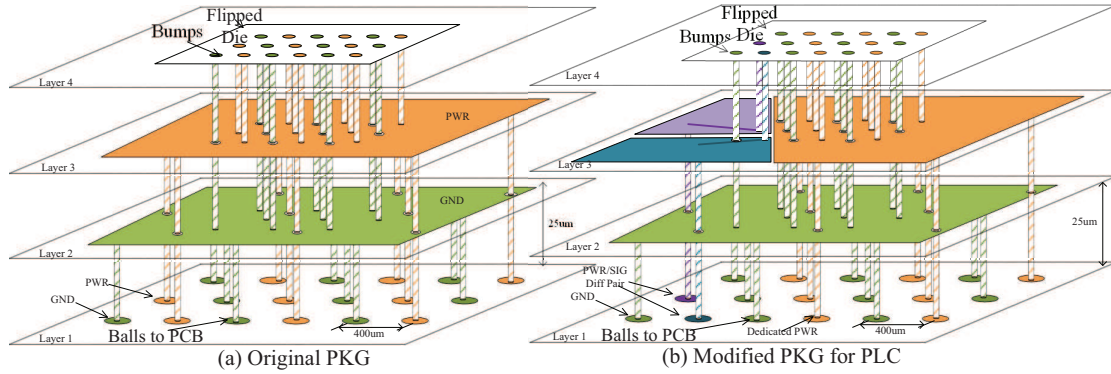 Flipped
Die
Bumps
Layer 4
PWR
Layer 3
GND
25um
Layer 2
PWR
GND
Balls to PCB
400um
Layer 1
(a) Original PKG
Flipped
Die
Bumps
Layer 4
Layer 3
25um
Layer 2
PWR/SIG
Diff Pair
GND
Balls to PCB
Dedicated PWR
400um
Layer 1
(b) Modified PKG for PLC